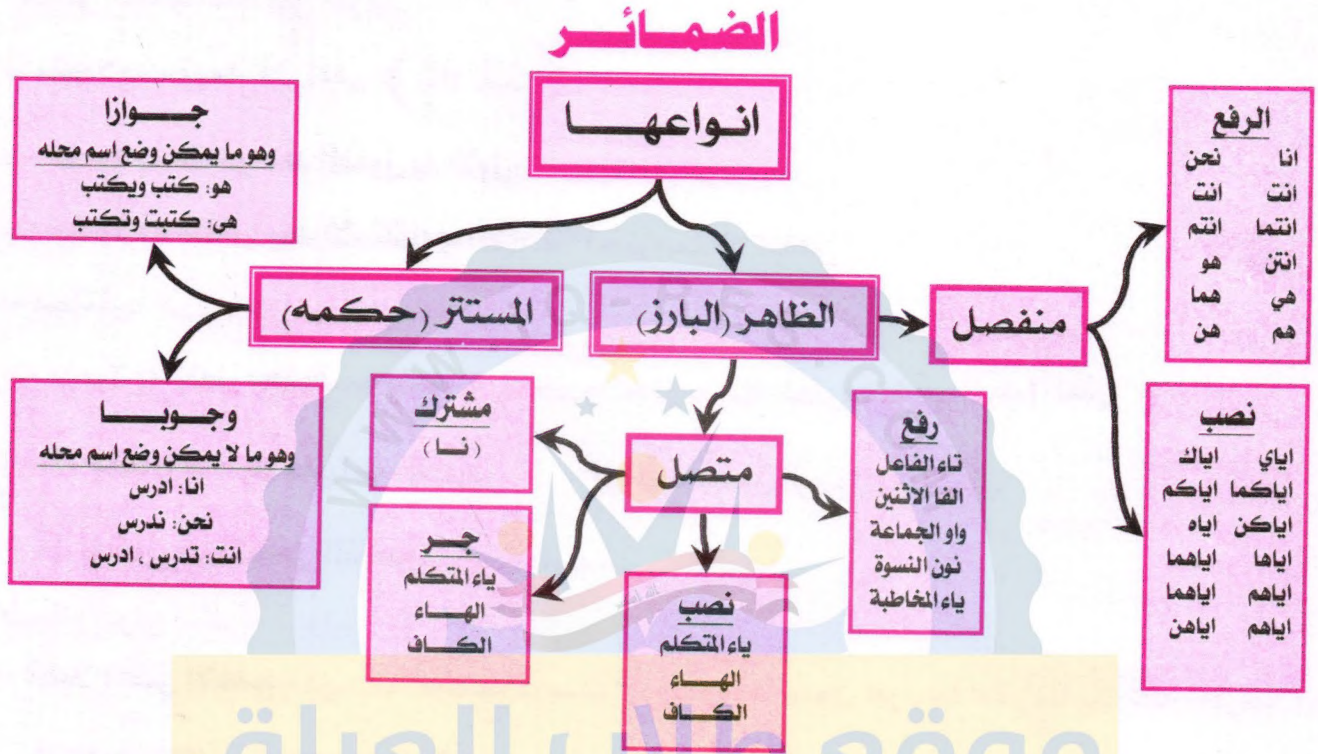 الضمائر
انواعها
الظاهر (البارز)
المستتر (حكمه)
منفصل
الرفع
انا نحن
انت انت
انتما انتم
انتن هو
هي هما
هم هن
نصب
اياي اياك
اياكما اياكم
اياكن اياه
اياها اياهما
اياهم اياهما
اياهم اياهن
متصل
رفع
تاء الفاعل
الفا الاثنين
واو الجماعة
نون النسوة
ياء المخاطبة
نصب
ياء المتكلم
الهاء
الكاف
جر
ياء المتكلم
الهاء
الكاف
مشترك
(نا)
جوازا
وهو ما يمكن وضع اسم محله
هو: كتب ويكتب
هي: كتبت وتكتب
وجوبا
وهو ما لا يمكن وضع اسم محله
انا: ادرس
نحن: ندرس
انت: تدرس ، ادرس
موقع طلاب العراق